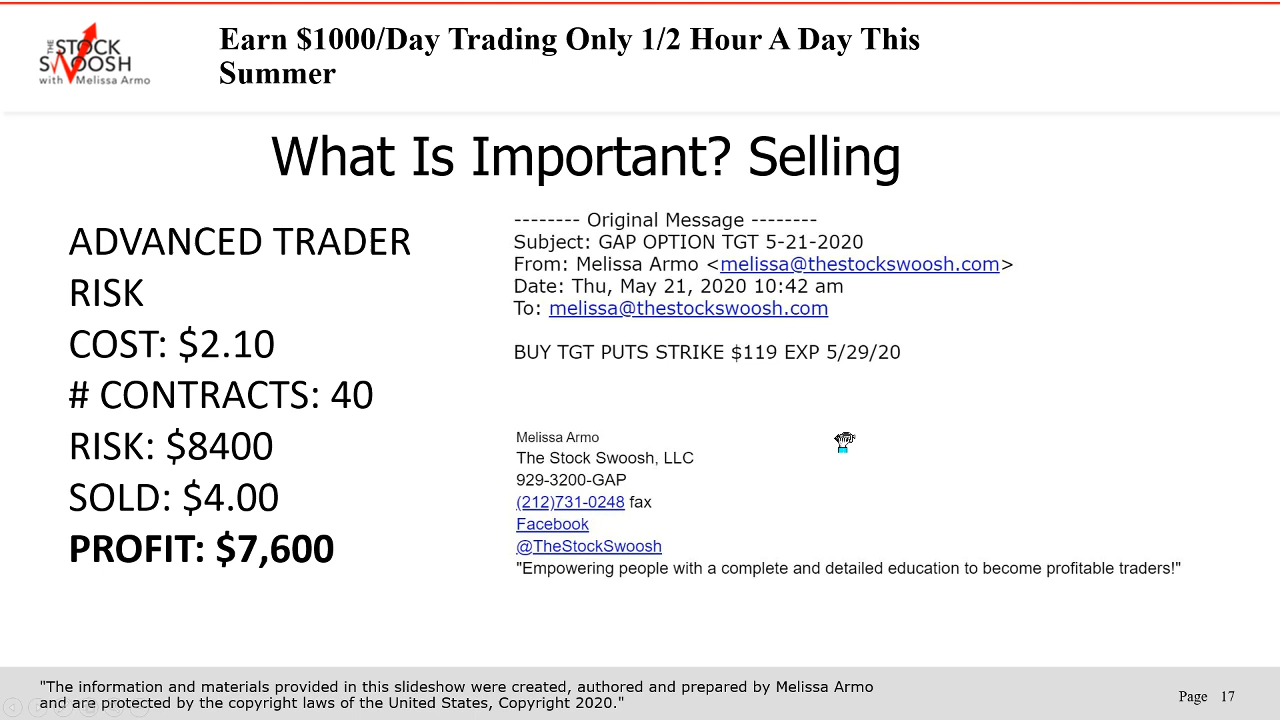 THE
STOCK
SWOOSH
with Melissa Armo
Earn $1000/Day Trading Only 1/2 Hour A Day This
Summer
What Is Important? Selling
ADVANCED TRADER
RISK
COST: $2.10
# CONTRACTS: 40
RISK: $8400
SOLD: $4.00
PROFIT: $7,600
-------- Original Message --------
Subject: GAP OPTION TGT 5-21-2020
From: Melissa Armo <melissa@thestockswoosh.com>
Date: Thu, May 21, 2020 10:42 am
To: melissa@thestockswoosh.com
BUY TGT PUTS STRIKE $119 EXP 5/29/20
Melissa Armo
The Stock Swoosh, LLC
929-3200-GAP
(212)731-0248 fax
Facebook
@TheStockSwoosh
"Empowering people with a complete and detailed education to become profitable traders!"
"The information and materials provided in this slideshow were created, authored and prepared by Melissa Armo
and are protected by the copyright laws of the United States, Copyright 2020."
Page 17